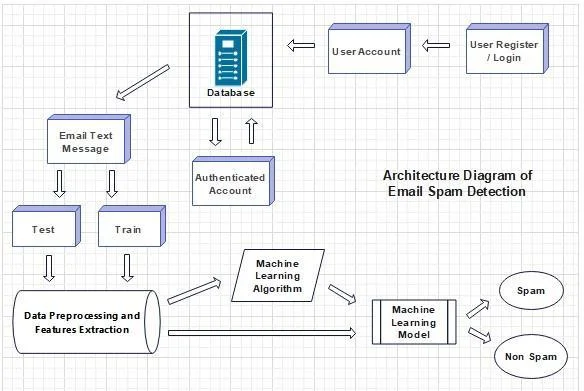 User Register
/ Login
User Account
Database
Email Text
Message
Authenticated
Account
Architecture Diagram of
Email Spam Detection
Test
Train
Data Preprocessing and
Features Extraction
Machine
Learning
Algorithm
Machine
Learning
Model
Spam
Non Spam